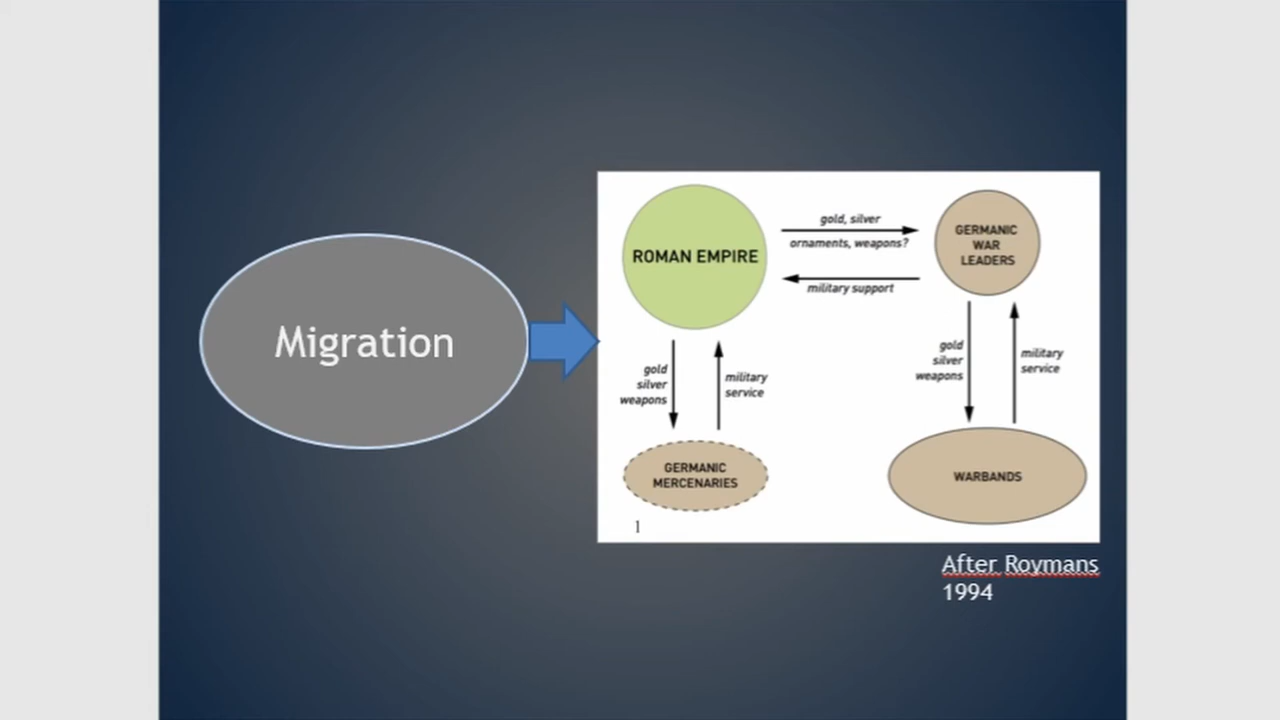 Migration
ROMAN EMPIRE
gold, silver
ornaments, weapons?
military support
GERMANIC
WAR
LEADERS
gold
silver
weapons
military
service
gold
silver
weapons
military
service
GERMANIC
MERCENARIES
WARBANDS
1
After Roymans
1994